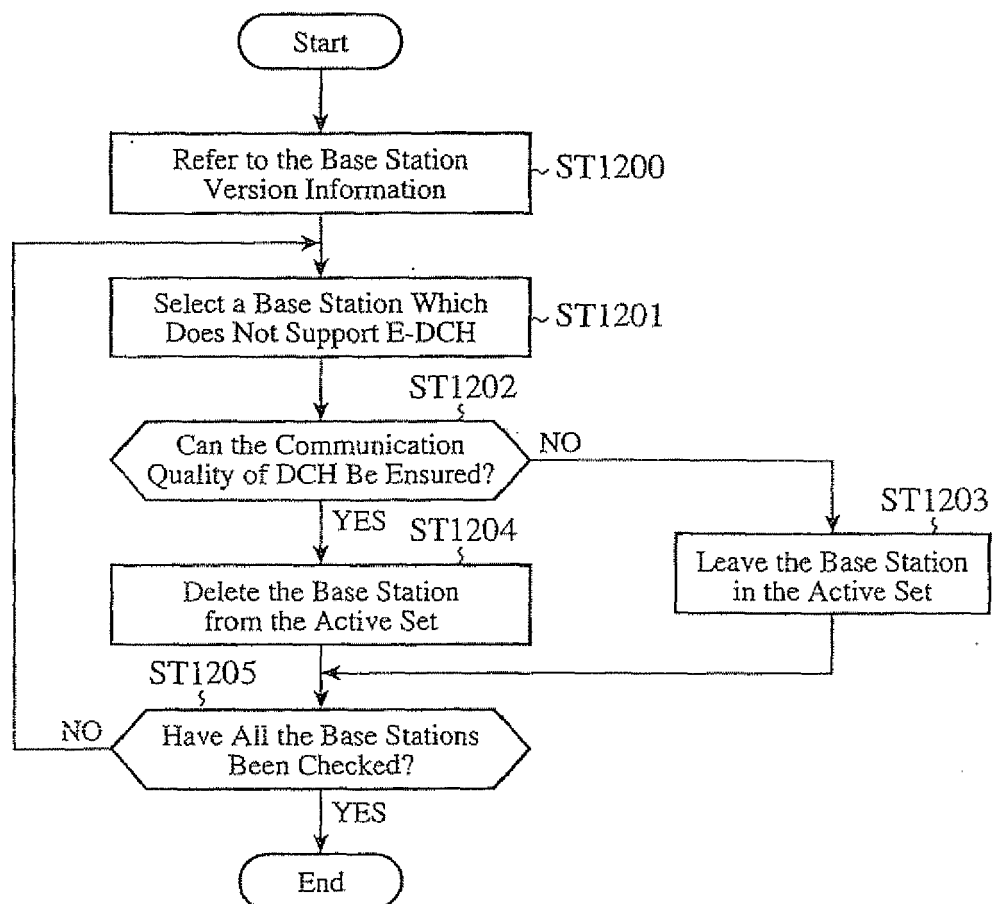 Start
Refer to the Base Station
Version Information
ST1200
Select a Base Station Which
Does Not Support E-DCH
ST1201
ST1202
Can the Communication
Quality of DCH Be Ensured?
NO
YES
ST1203
Leave the Base Station
in the Active Set
ST1204
Delete the Base Station
from the Active Set
ST1205
Have All the Base Stations
Been Checked?
NO
YES
End